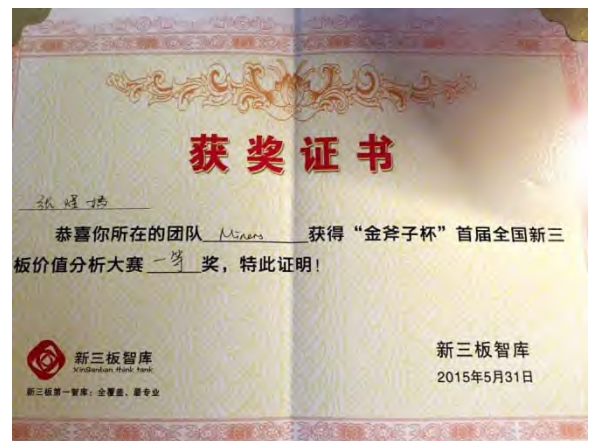 获奖证书
张
恭喜你所在的团队 Miners 获得“金斧子杯”首届全国新三
板价值分析大赛 一等 奖，特此证明！
新三板智库
XinSanban think tank
新三板第一智库：全覆盖、最专业
新三板智库
2015年5月31日